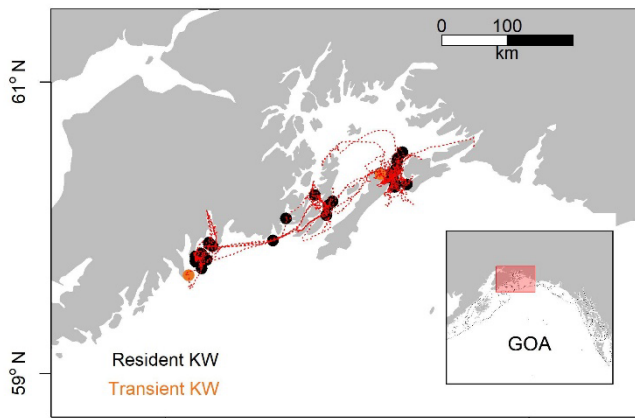 0 100
km
61° N
GOA
Resident KW
Transient KW
59° N